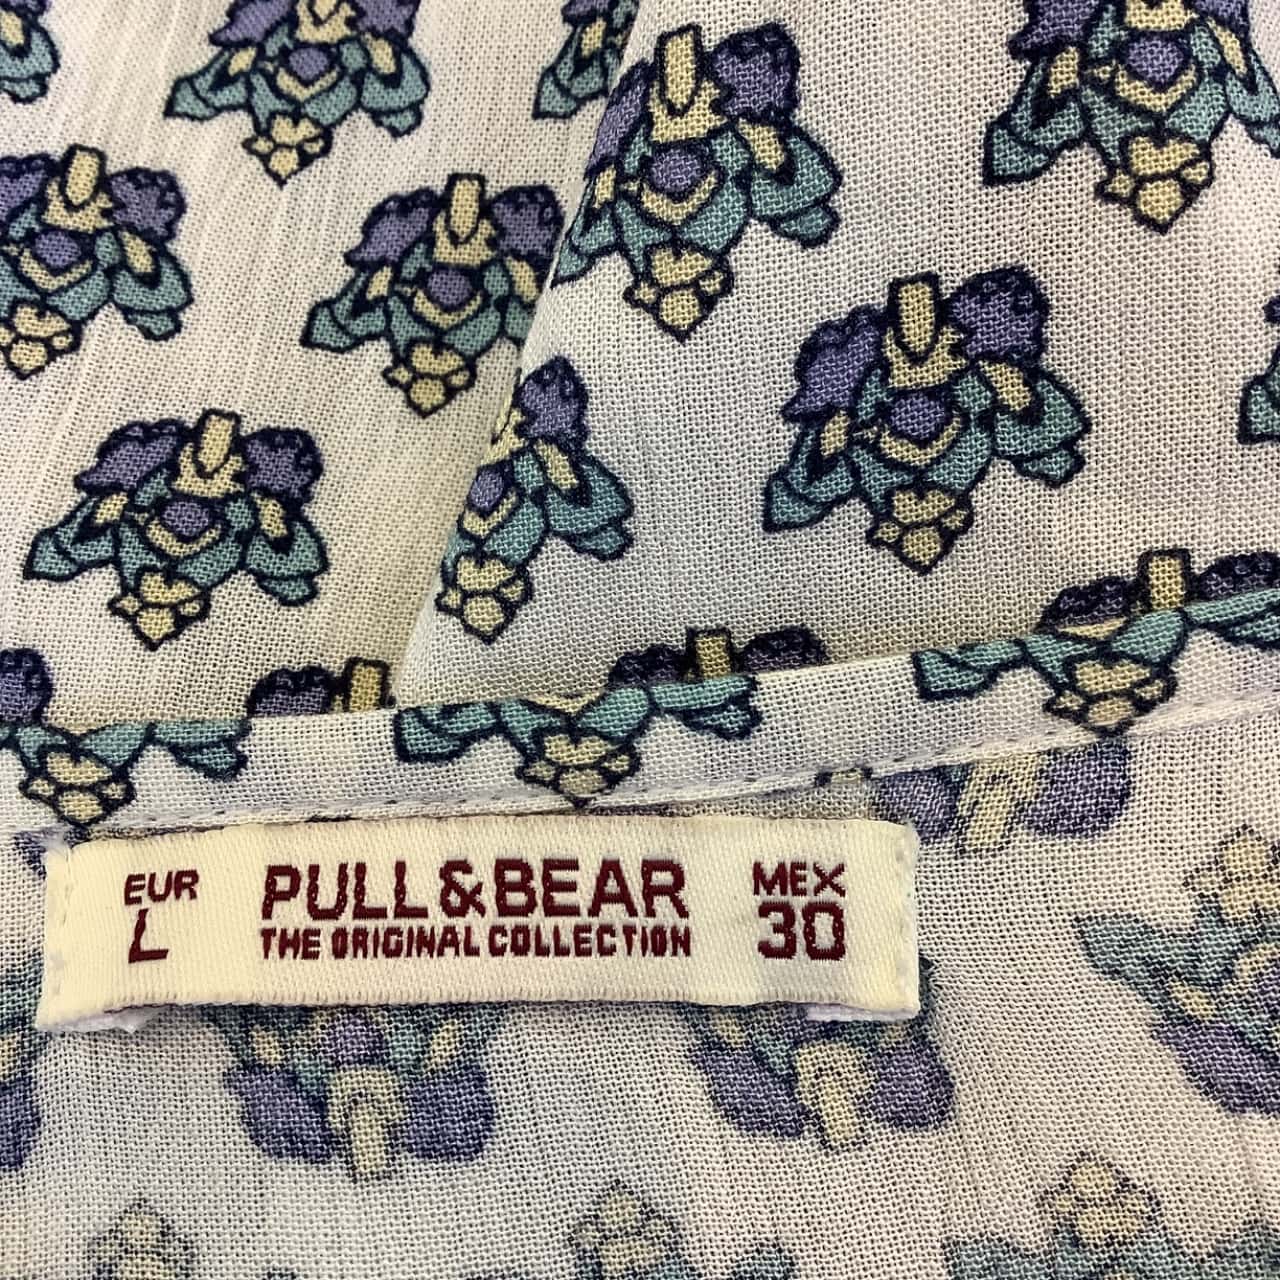 EUR
L
PULL&BEAR
THE ORIGINAL COLLECTION
MEX
30